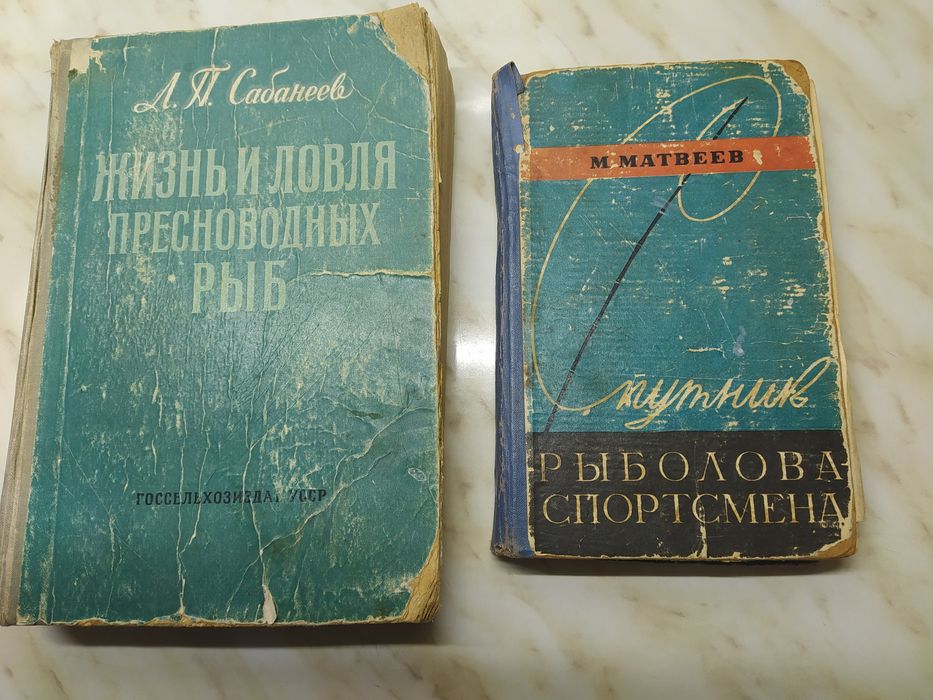 Л. П. Сабанеев
ЖИЗНЬ И ЛОВЛЯ
ПРЕСНОВОДНЫХ
РЫБ
ГОССЕЛЬХОЗИЗДАТ УССР
М. МАТВЕЕВ
Спутник
РЫБОЛОВА
СПОРТСМЕНА